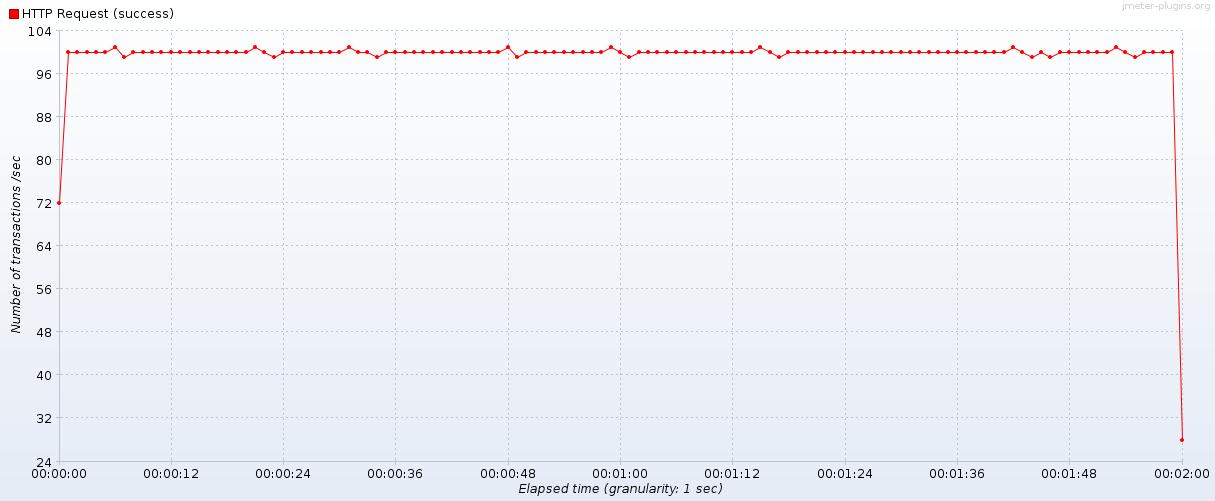 jmeter-plugins.org
HTTP Request (success)
104
96
88
80
72
64
56
48
40
32
24
Number of transactions /sec
00:00:00 00:00:12 00:00:24 00:00:36 00:00:48 00:01:00 00:01:12 00:01:24 00:01:36 00:01:48 00:02:00
Elapsed time (granularity: 1 sec)